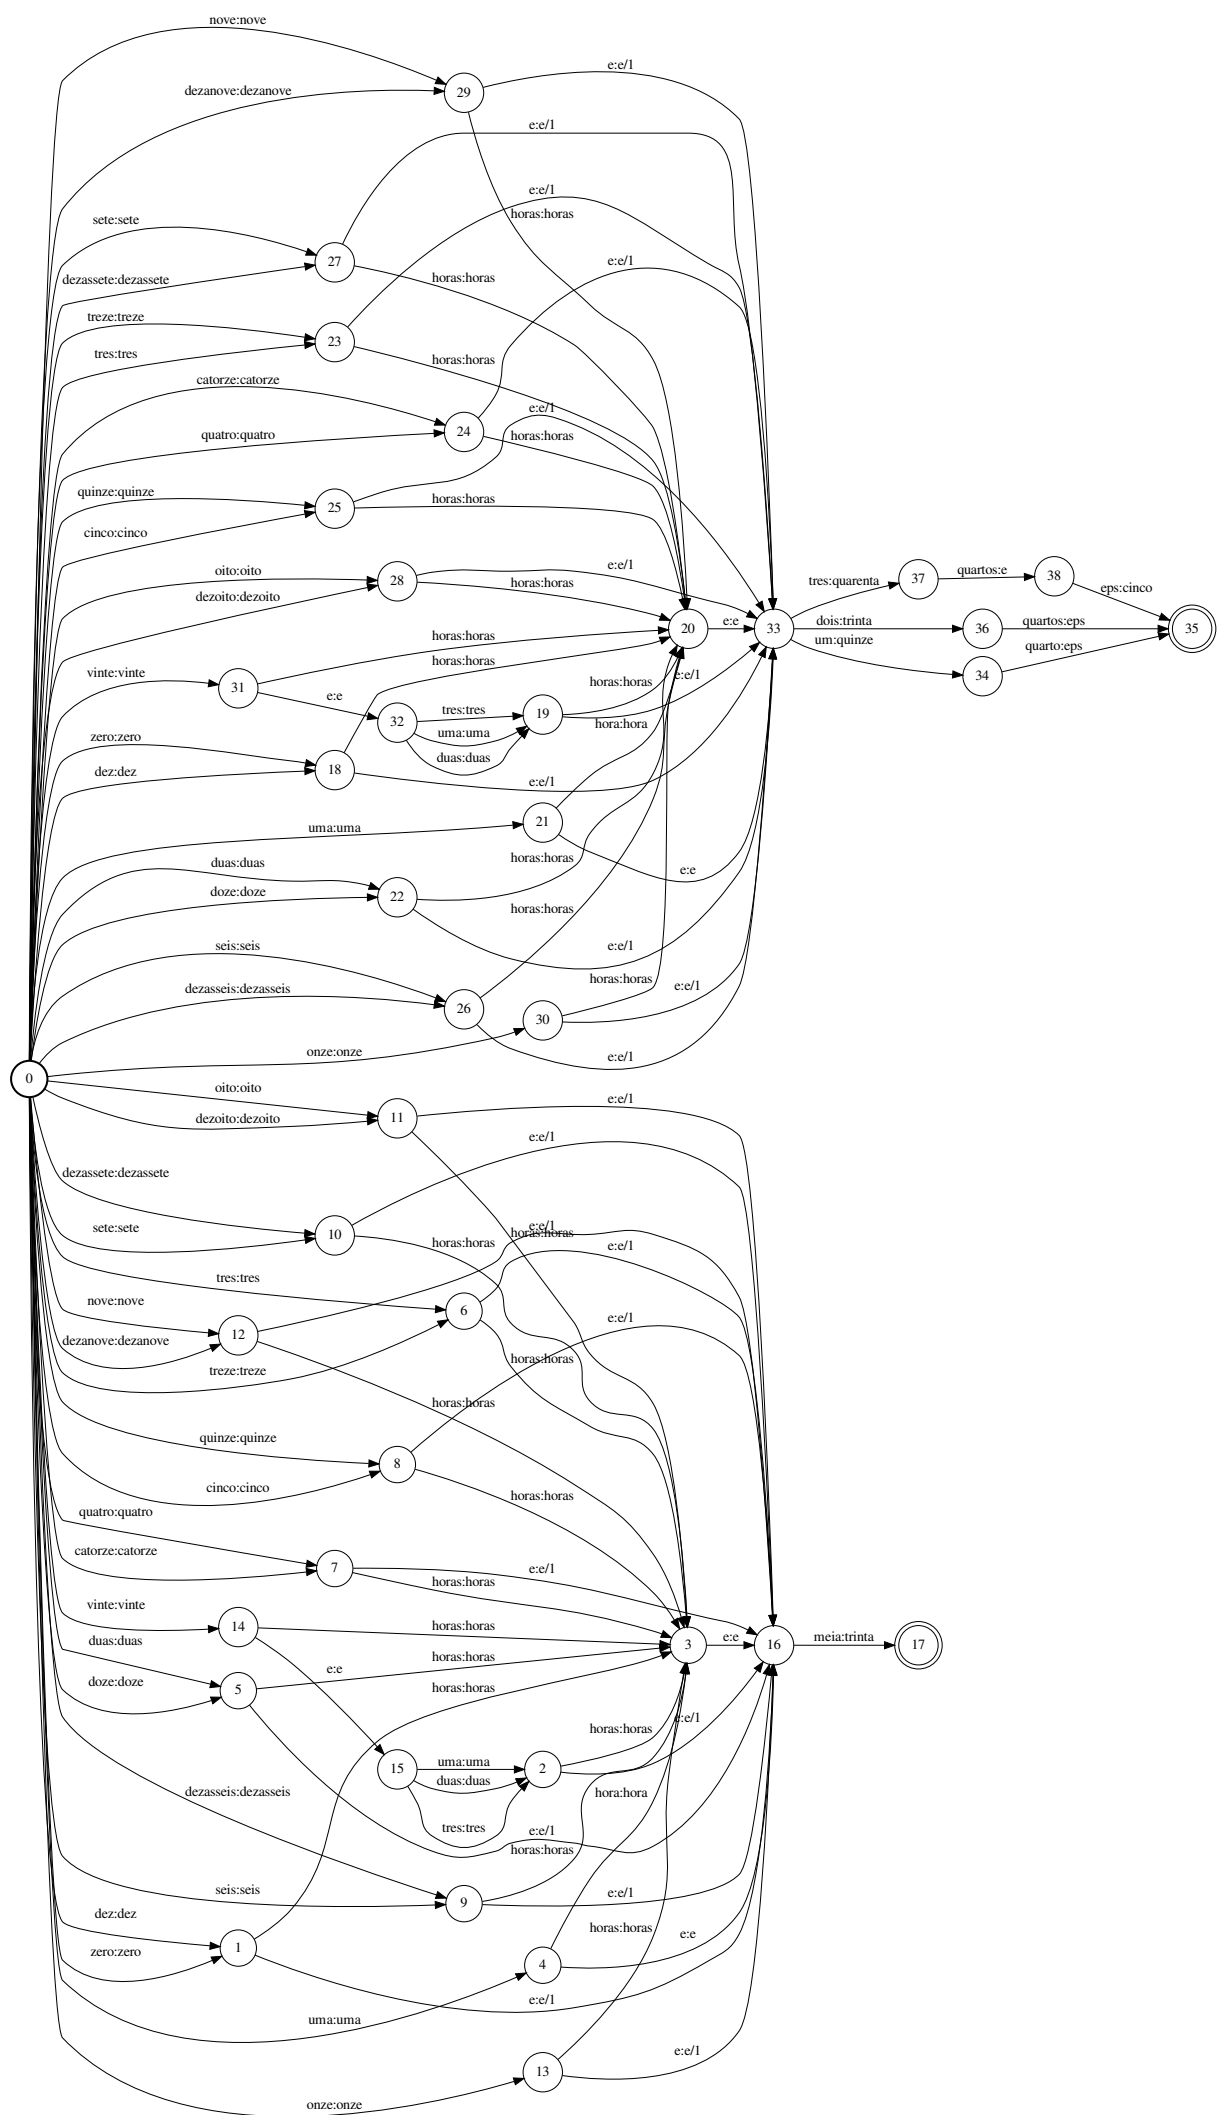 nove:nove
e:e/1
29
dezanove:dezanove
e:e/1
sete:sete
e:e/1
horas:horas
27
e:e/1
dezassete:dezassete
horas:horas
treze:treze
23
tres:tres
horas:horas
catorze:catorze
e:e/1
quatro:quatro
24
horas:horas
quinze:quinze
horas:horas
25
cinco:cinco
oito:oito
e:e/1
28
horas:horas
dezoito:dezoito
tres:quarenta
37
quartos:e
38
eps:cinco
horas:horas
20
e:e
33
dois:trinta
36
quartos:eps
35
um:quinze
quarto:eps
34
horas:horas
vinte:vinte
31
e:e
horas:horas
e:e/1
32
tres:tres
19
uma:uma
hora:hora
duas:duas
zero:zero
18
dez:dez
e:e/1
uma:uma
21
duas:duas
horas:horas
e:e
doze:doze
22
horas:horas
seis:seis
e:e/1
dezasseis:dezasseis
horas:horas
e:e/1
26
30
onze:onze
e:e/1
0
oito:oito
e:e/1
11
dezoito:dezoito
e:e/1
dezassete:dezassete
sete:sete
10
horas:horas
horas:horas
e:e/1
e:e/1
tres:tres
6
nove:nove
e:e/1
12
dezanove:dezanove
treze:treze
horas:horas
horas:horas
quinze:quinze
8
cinco:cinco
horas:horas
quatro:quatro
catorze:catorze
7
e:e/1
horas:horas
vinte:vinte
14
horas:horas
duas:duas
3
e:e
16
meia:trinta
17
e:e
horas:horas
doze:doze
5
horas:horas
horas:horas
e:e/1
15
uma:uma
2
duas:duas
dezasseis:dezasseis
hora:hora
tres:tres
e:e/1
horas:horas
seis:seis
9
e:e/1
dez:dez
horas:horas
e:e
zero:zero
1
4
e:e/1
uma:uma
e:e/1
13
onze:onze